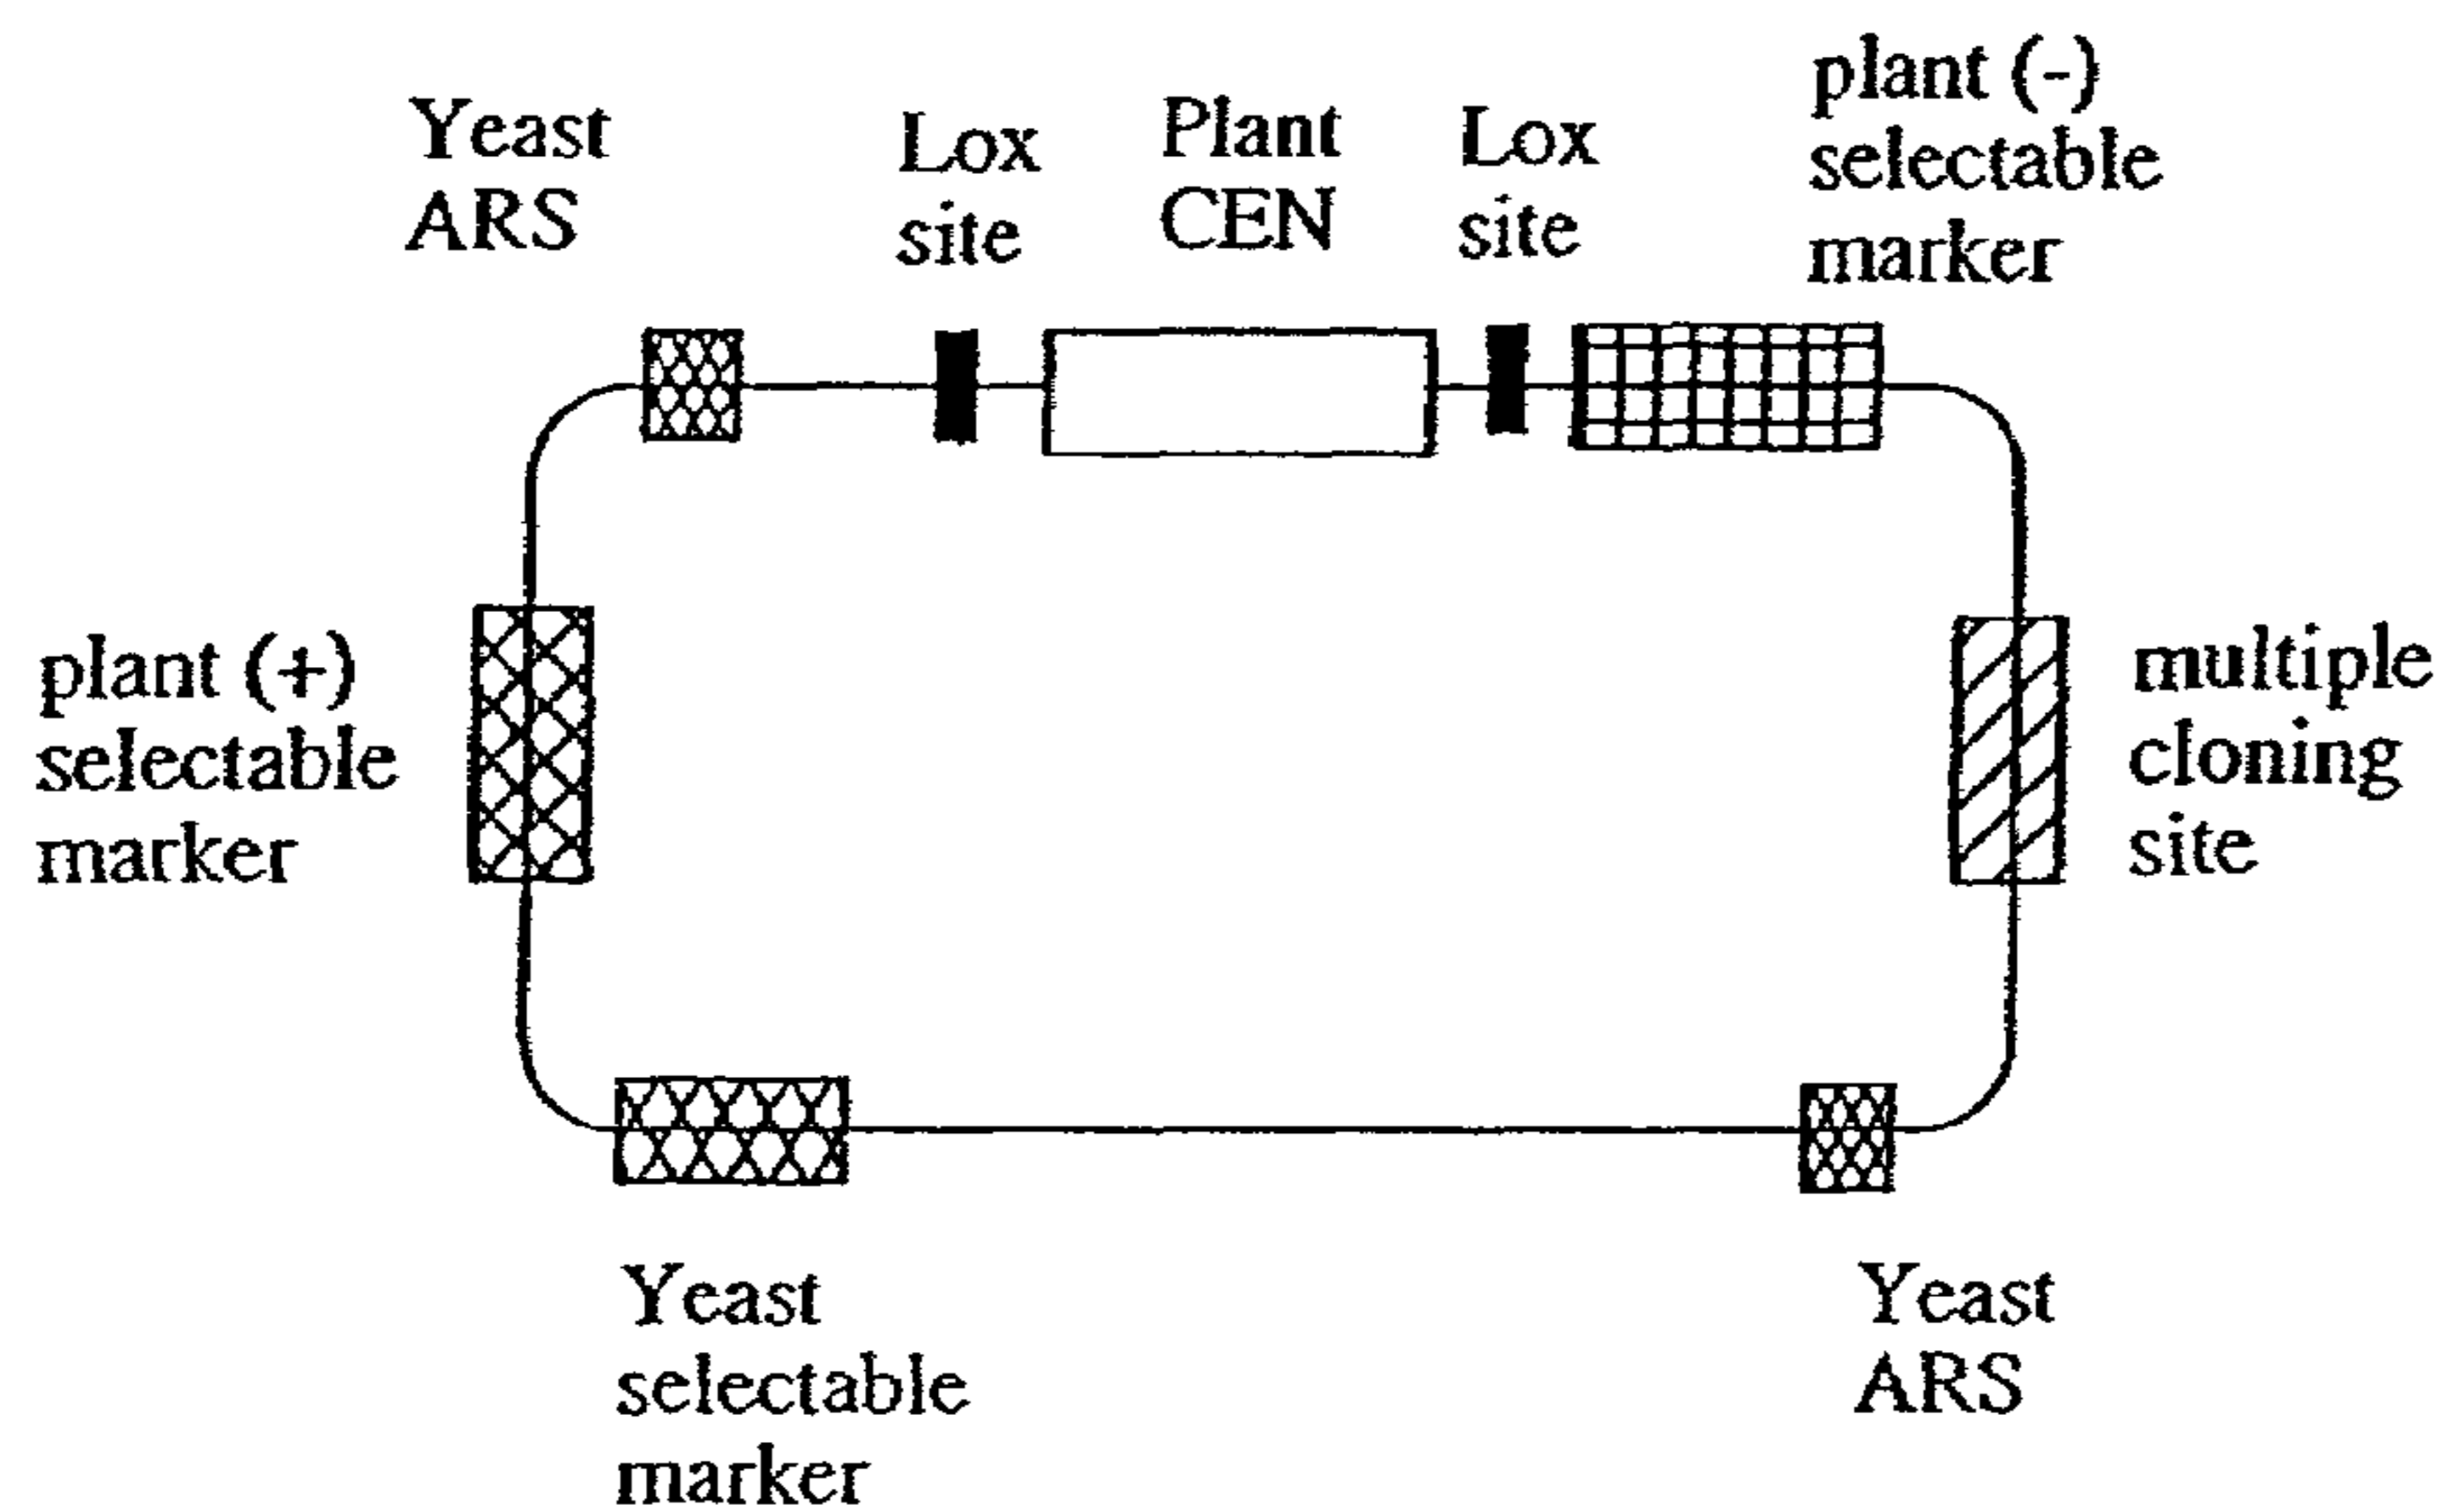 Yeast
ARS
Lox
site
Plant
CEN
Lox
site
plant (-)
selectable
marker
plant (+)
selectable
marker
multiple
cloning
site
Yeast
selectable
marker
Yeast
ARS